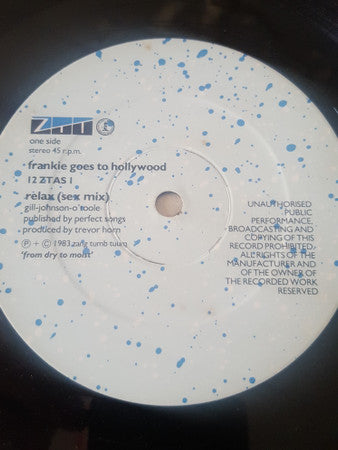 ZTT
one side
stereo 45 r.p.m.
frankie goes to hollywood
12 ZTAS 1
relax (sex mix)
gill-johnson-o'toole
published by perfect songs
produced by trevor horn
℗ + © 1983 zang tumb tuum
'from dry to moist'
UNAUTHORISED
PUBLIC
PERFORMANCE,
BROADCASTING AND
COPYING OF THIS
RECORD PROHIBITED.
ALL RIGHTS OF THE
MANUFACTURER AND
OF THE OWNER OF
THE RECORDED WORK
RESERVED